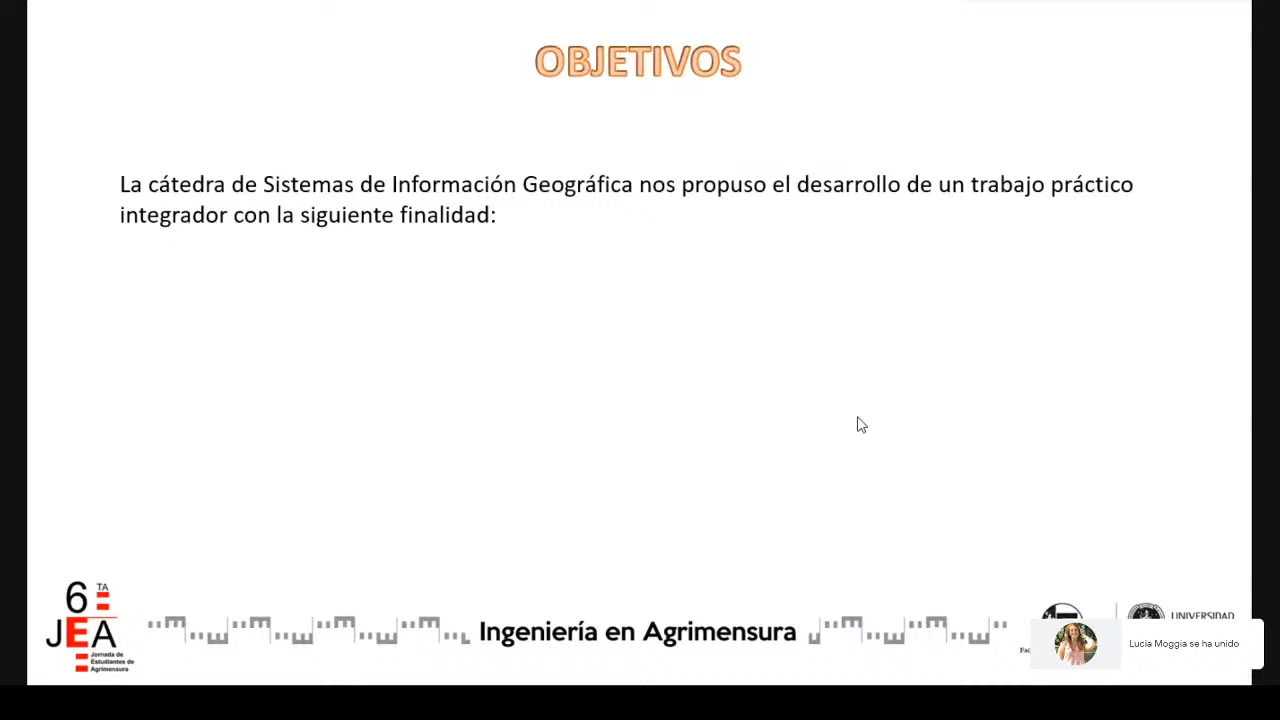 OBJETIVOS
La cátedra de Sistemas de Información Geográfica nos propuso el desarrollo de un trabajo práctico
integrador con la siguiente finalidad:
6 TA
JEA
Jornada de
Estudiantes de
Agrimensura
Ingeniería en Agrimensura
UNIVERSIDAD
Lucia Moggia se ha unido